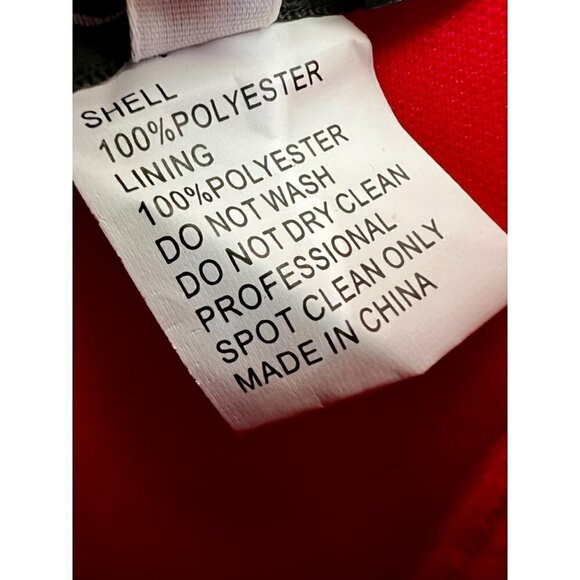 SHELL
100%POLYESTER
LINING
100%POLYESTER
DO NOT WASH
DO NOT DRY CLEAN
PROFESSIONAL
SPOT CLEAN ONLY
MADE IN CHINA